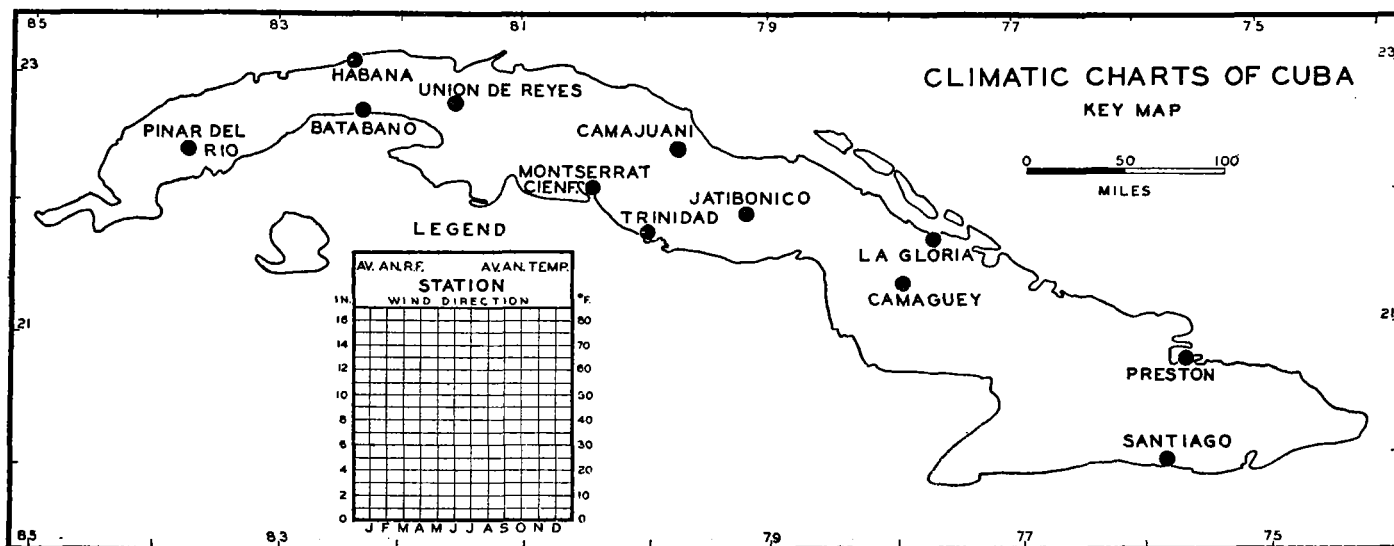 85 83 81 79 77 75
23 23
CLIMATIC CHARTS OF CUBA
KEY MAP
0 50 100
MILES
HABANA
UNION DE REYES
BATABANO
PINAR DEL
RIO
CAMAJUANI
MONTSERRAT
CIENF.
JATIBONICO
TRINIDAD
LA GLORIA
CAMAGUEY
PRESTON
SANTIAGO
LEGEND
AV. AN. R.F. AV. AN. TEMP.
STATION
IN. WIND DIRECTION °F.
16 80
14 70
12 60
10 50
8 40
6 30
4 20
2 10
0 0
J F M A M J J A S O N D
21 21
85 83 79 77 75